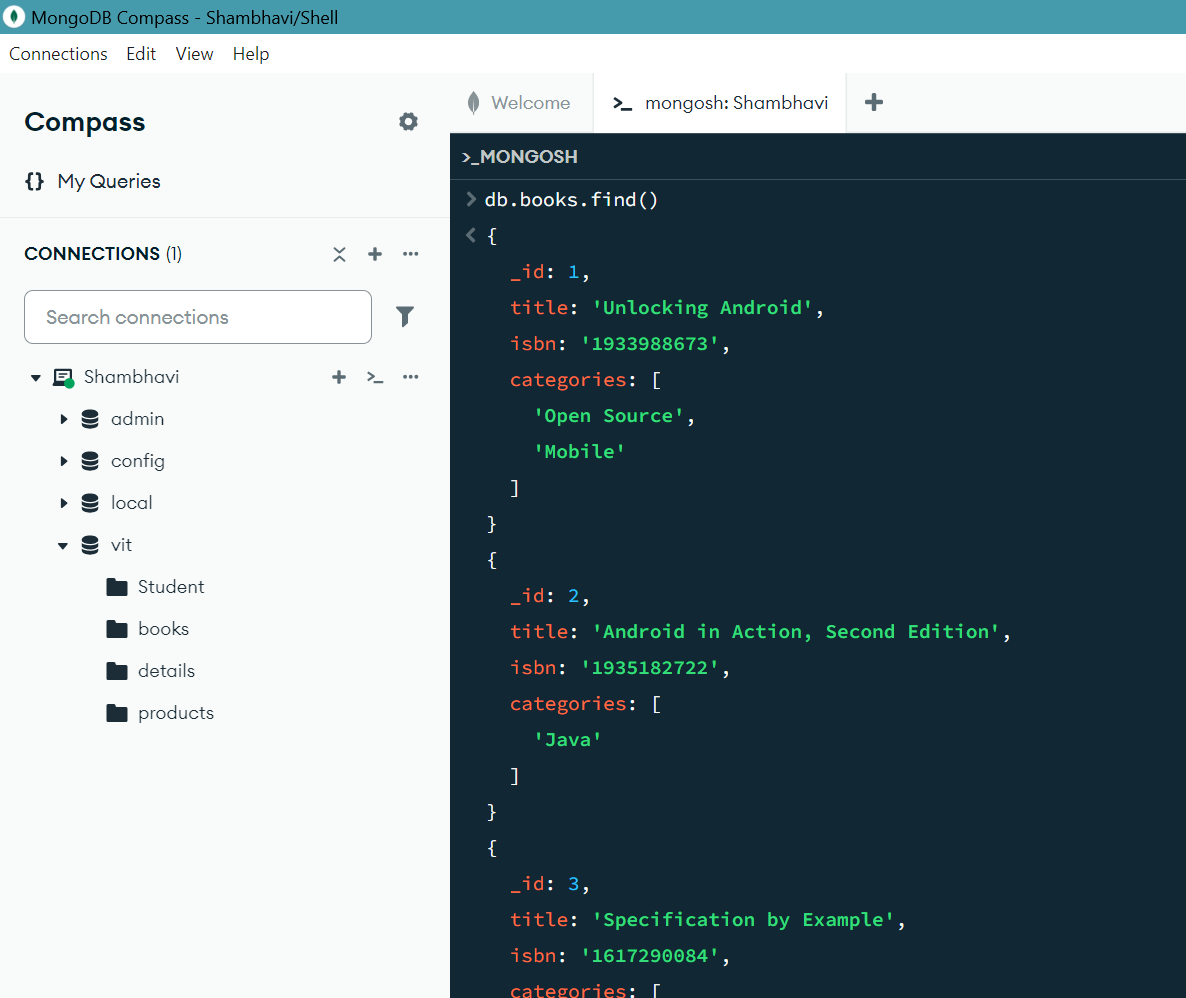 MongoDB Compass - Shambhavi/Shell
Connections Edit View Help
Compass
{} My Queries
CONNECTIONS (1)
Search connections
Shambhavi
admin
config
local
vit
Student
books
details
products
Welcome
>_ mongosh: Shambhavi
>_MONGOSH
> db.books.find()
< {
_id: 1,
title: 'Unlocking Android',
isbn: '1933988673',
categories: [
'Open Source',
'Mobile'
]
}
{
_id: 2,
title: 'Android in Action, Second Edition',
isbn: '1935182722',
categories: [
'Java'
]
}
{
_id: 3,
title: 'Specification by Example',
isbn: '1617290084',
categories: [